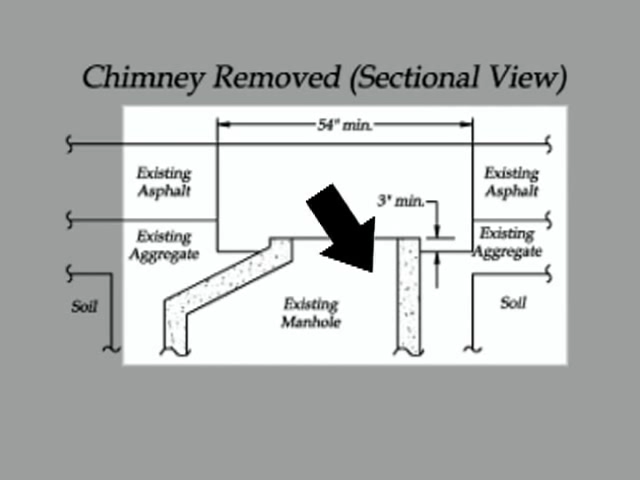 Chimney Removed (Sectional View)
54" min.
Existing
Asphalt
Existing
Asphalt
3" min.
Existing
Aggregate
Existing
Aggregate
Soil
Existing
Manhole
Soil